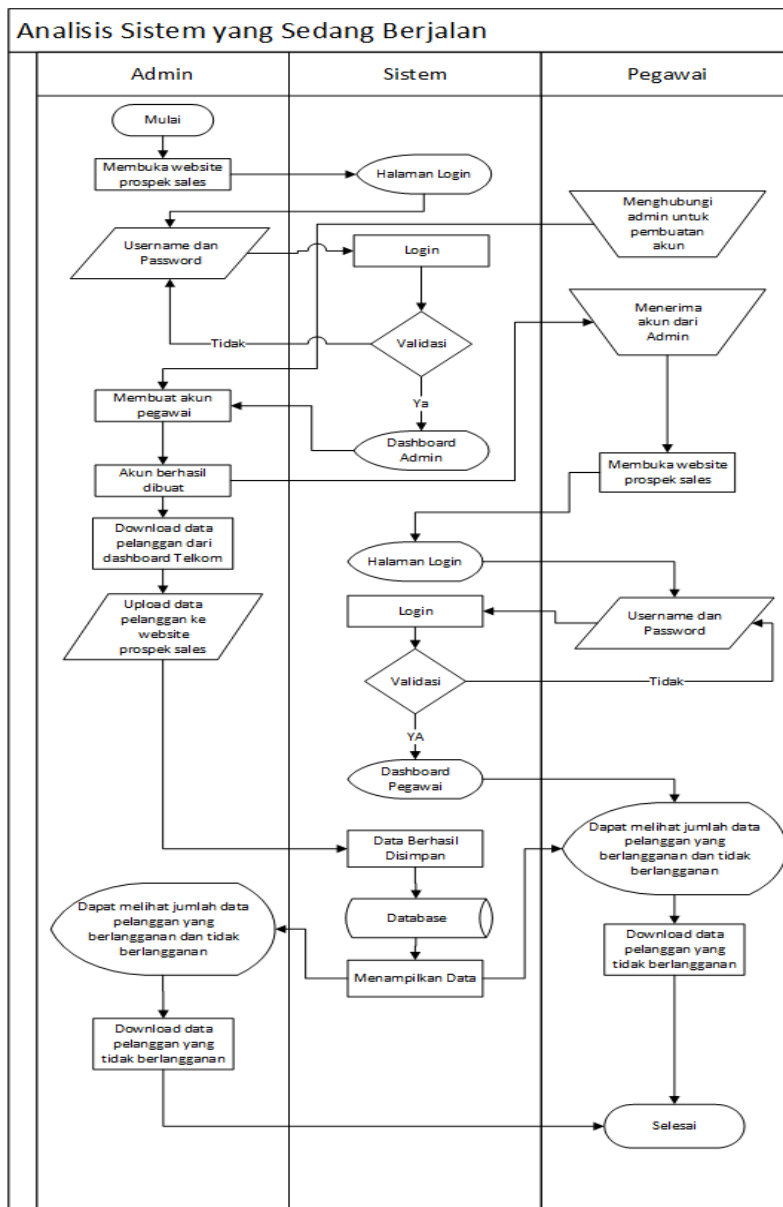 Analisis Sistem yang Sedang Berjalan
Admin
Sistem
Pegawai
Mulai
Membuka website
prospek sales
Halaman Login
Menghubungi
admin untuk
pembuatan
akun
Username dan
Password
Login
Menerima
akun dari
Admin
Tidak
Validasi
Ya
Membuat akun
pegawai
Dashboard
Admin
Akun berhasil
dibuat
Membuka website
prospek sales
Download data
pelanggan dari
dashboard Telkom
Halaman Login
Upload data
pelanggan ke
website
prospek sales
Login
Username dan
Password
Validasi
Tidak
YA
Dashboard
Pegawai
Data Berhasil
Disimpan
Dapat melihat jumlah data
pelanggan yang
berlangganan dan tidak
berlangganan
Dapat melihat jumlah data
pelanggan yang
berlangganan dan tidak
berlangganan
Database
Download data
pelanggan yang
tidak berlangganan
Menampilkan Data
Download data
pelanggan yang
tidak berlangganan
Selesai